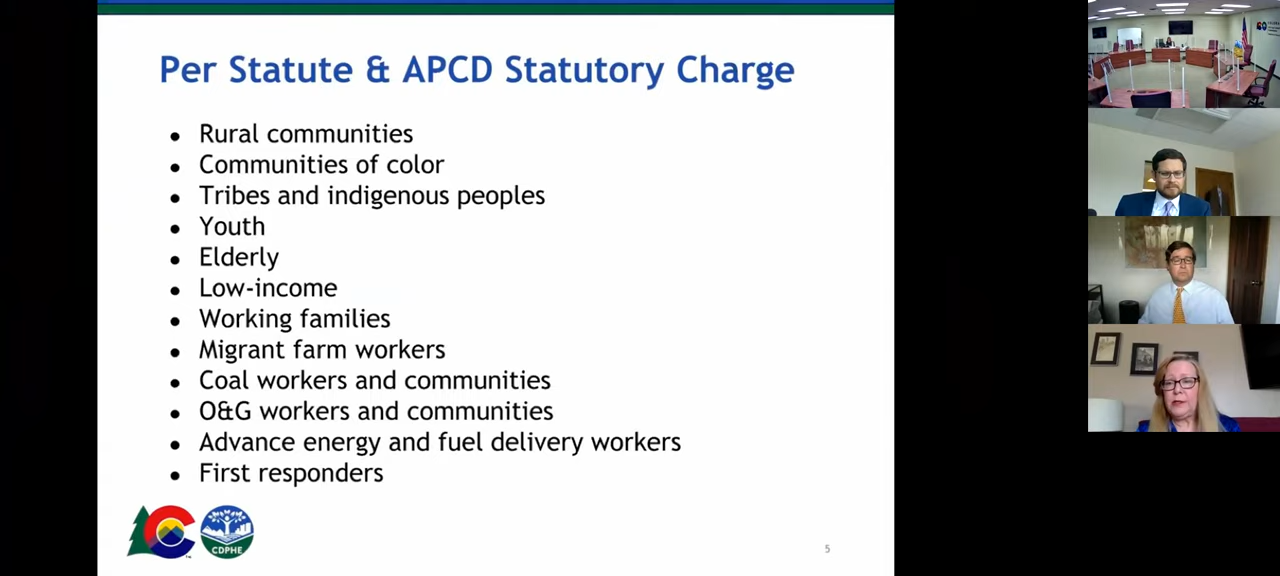 Per Statute & APCD Statutory Charge
• Rural communities
• Communities of color
• Tribes and indigenous peoples
• Youth
• Elderly
• Low-income
• Working families
• Migrant farm workers
• Coal workers and communities
• O&G workers and communities
• Advance energy and fuel delivery workers
• First responders
CDPHE
5